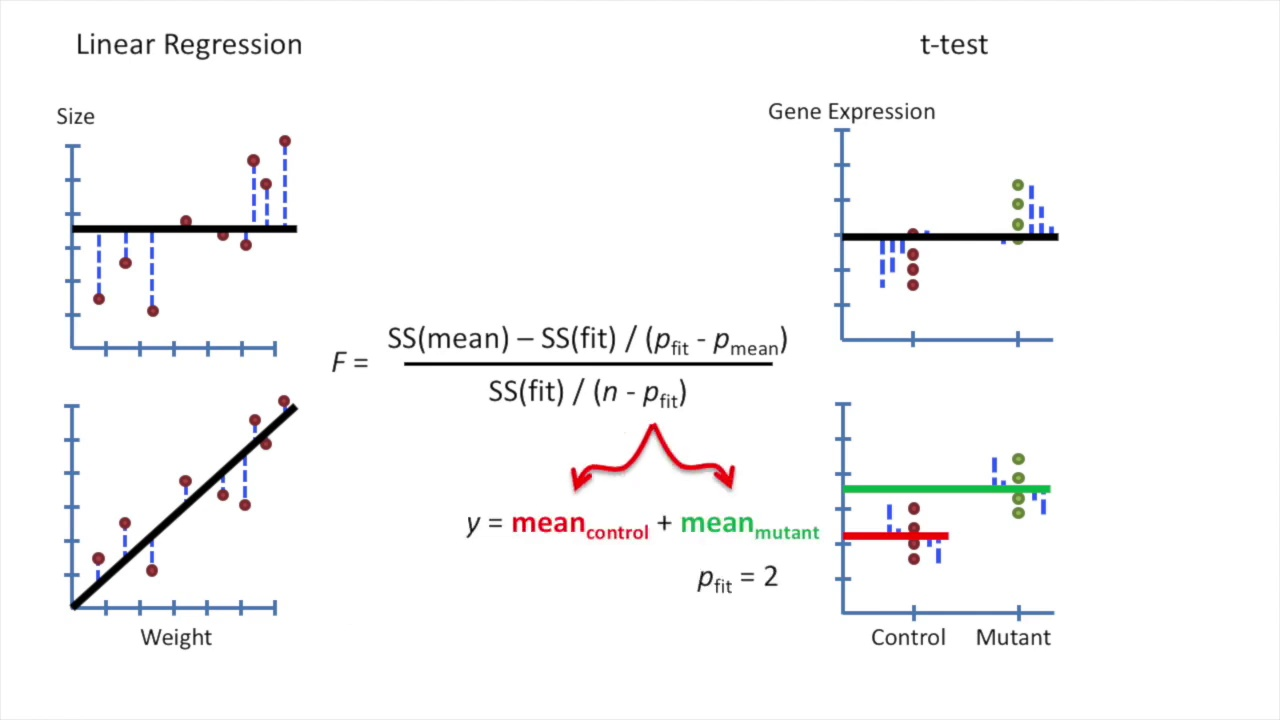 Linear Regression
t-test
Size
Gene Expression
F =
SS(mean) – SS(fit) / (pfit - pmean)
SS(fit) / (n - pfit)
y = meancontrol + meanmutant
pfit = 2
Weight
Control
Mutant